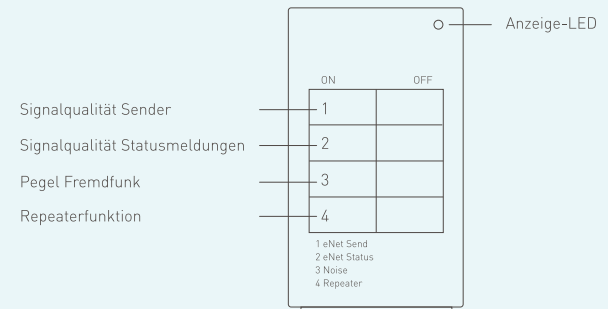 Anzeige-LED
ON OFF
Signalqualität Sender 1
Signalqualität Statusmeldungen 2
Pegel Fremdfunk 3
Repeaterfunktion 4
1 eNet Send
2 eNet Status
3 Noise
4 Repeater